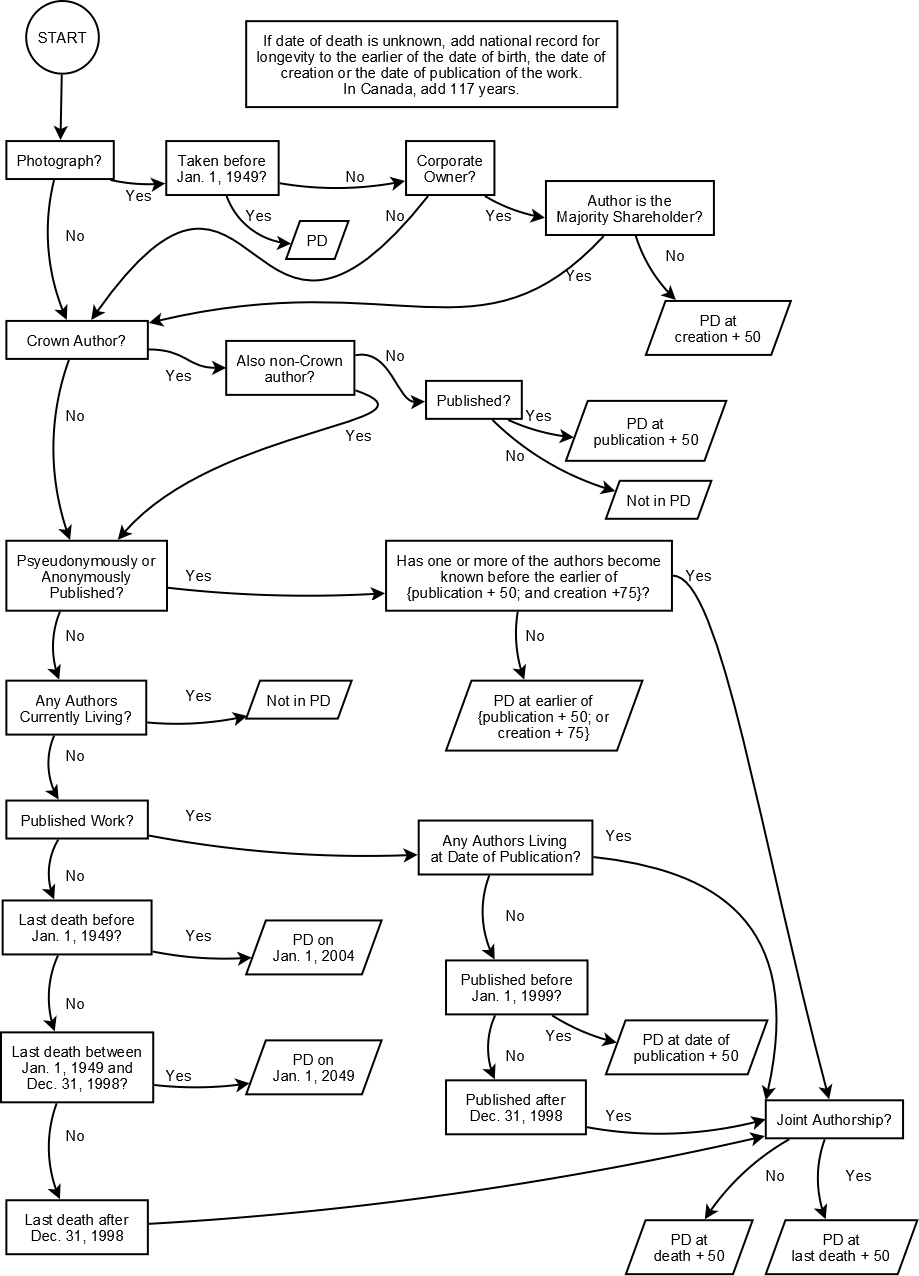 START
If date of death is unknown, add national record for
longevity to the earlier of the date of birth, the date of
creation or the date of publication of the work.
In Canada, add 117 years.
Photograph?
Yes
No
Taken before
Jan. 1, 1949?
No
Yes
PD
Corporate
Owner?
No
Yes
Author is the
Majority Shareholder?
Yes
No
PD at
creation + 50
Crown Author?
Yes
No
Also non-Crown
author?
No
Yes
Published?
Yes
No
PD at
publication + 50
Not in PD
Psyeudonymously or
Anonymously
Published?
Yes
No
Has one or more of the authors become
known before the earlier of
{publication + 50; and creation +75}?
Yes
No
PD at earlier of
{publication + 50; or
creation + 75}
Any Authors
Currently Living?
Yes
No
Not in PD
Published Work?
Yes
No
Any Authors Living
at Date of Publication?
Yes
No
Last death before
Jan. 1, 1949?
Yes
No
PD on
Jan. 1, 2004
Published before
Jan. 1, 1999?
Yes
No
PD at date of
publication + 50
Last death between
Jan. 1, 1949 and
Dec. 31, 1998?
Yes
No
PD on
Jan. 1, 2049
Published after
Dec. 31, 1998
Yes
Joint Authorship?
No
Yes
Last death after
Dec. 31, 1998
PD at
death + 50
PD at
last death + 50